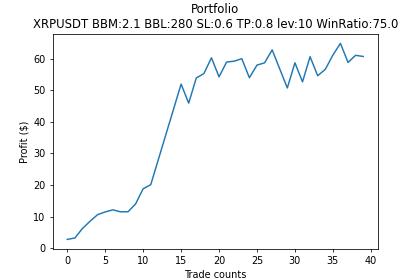 Portfolio
XRPUSDT BBM:2.1 BBL:280 SL:0.6 TP:0.8 lev:10 WinRatio:75.0
60
50
40
30
20
10
0
Profit ($)
0 5 10 15 20 25 30 35 40
Trade counts